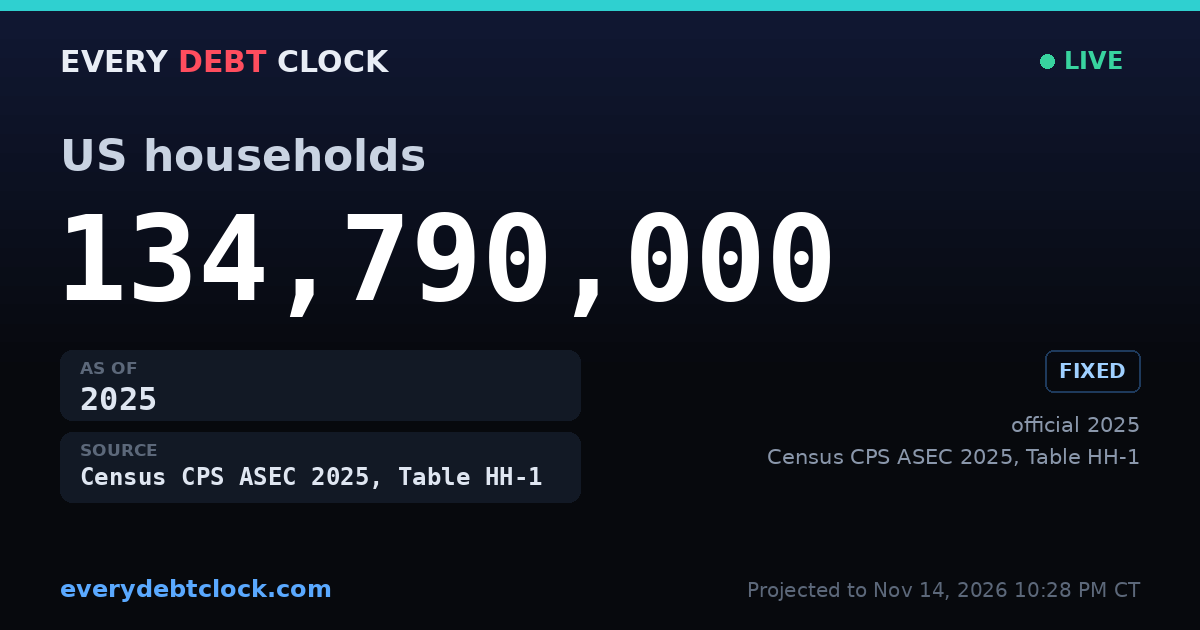 EVERY DEBT CLOCK
LIVE
US households
134,790,000
AS OF
2025
SOURCE
Census CPS ASEC 2025, Table HH-1
FIXED
official 2025
Census CPS ASEC 2025, Table HH-1
everydebtclock.com
Projected to Nov 14, 2026 10:28 PM CT